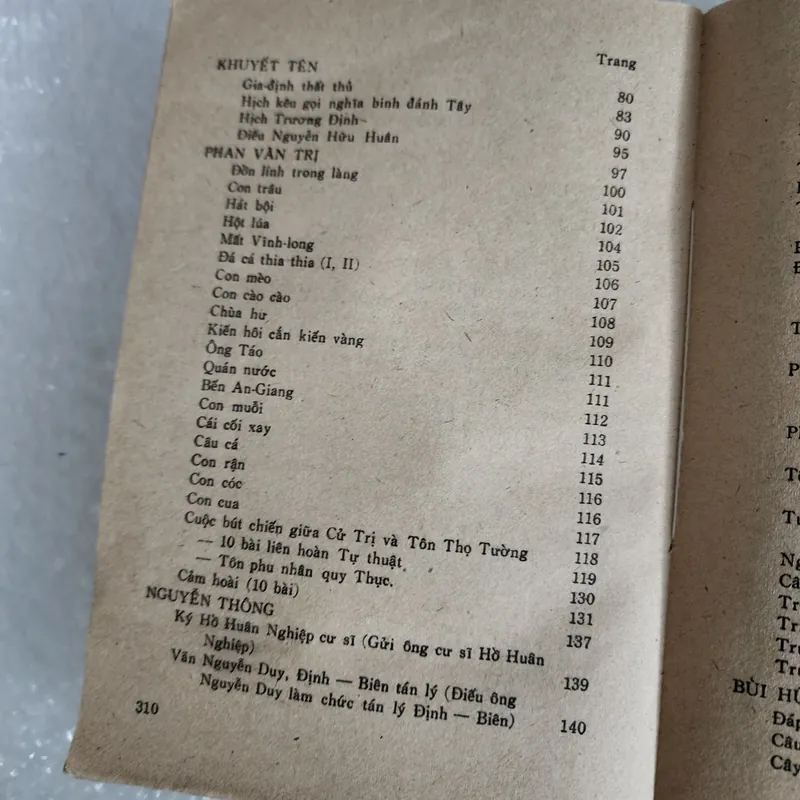 KHUYẾT TÊN Trang
Gia-định thất thủ 80
Hịch kêu gọi nghĩa binh đánh Tây 83
Hịch Trương Định 90
Điếu Nguyễn Hữu Huân 95
PHAN VĂN TRỊ 97
Đồn lính trong làng 100
Con trâu 101
Hát bội 102
Hột lúa 104
Mất Vĩnh-long 105
Đá cá thia thia (I, II) 106
Con mèo 107
Con cào cào 108
Chùa hư 109
Kiến hôi cắn kiến vàng 110
Ông Táo 111
Quán nước 111
Bến An-Giang 112
Con muỗi 113
Cái cối xay 114
Câu cá 115
Con rận 116
Con cóc 116
Con cua 117
Cuộc bút chiến giữa Cử Trị và Tôn Thọ Tường 118
— 10 bài liên hoàn Tự thuật 119
— Tôn phu nhân quy Thục. 130
Cảm hoài (10 bài) 131
NGUYỄN THÔNG 137
Ký Hồ Huân Nghiệp cư sĩ (Gửi ông cư sĩ Hồ Huân
Nghiệp) 139
Văn Nguyễn Duy, Định — Biên tán lý (Điếu ông
Nguyễn Duy làm chức tán lý Định — Biên) 140
310
BÙI HŨ
Đáp
Câu
Cây